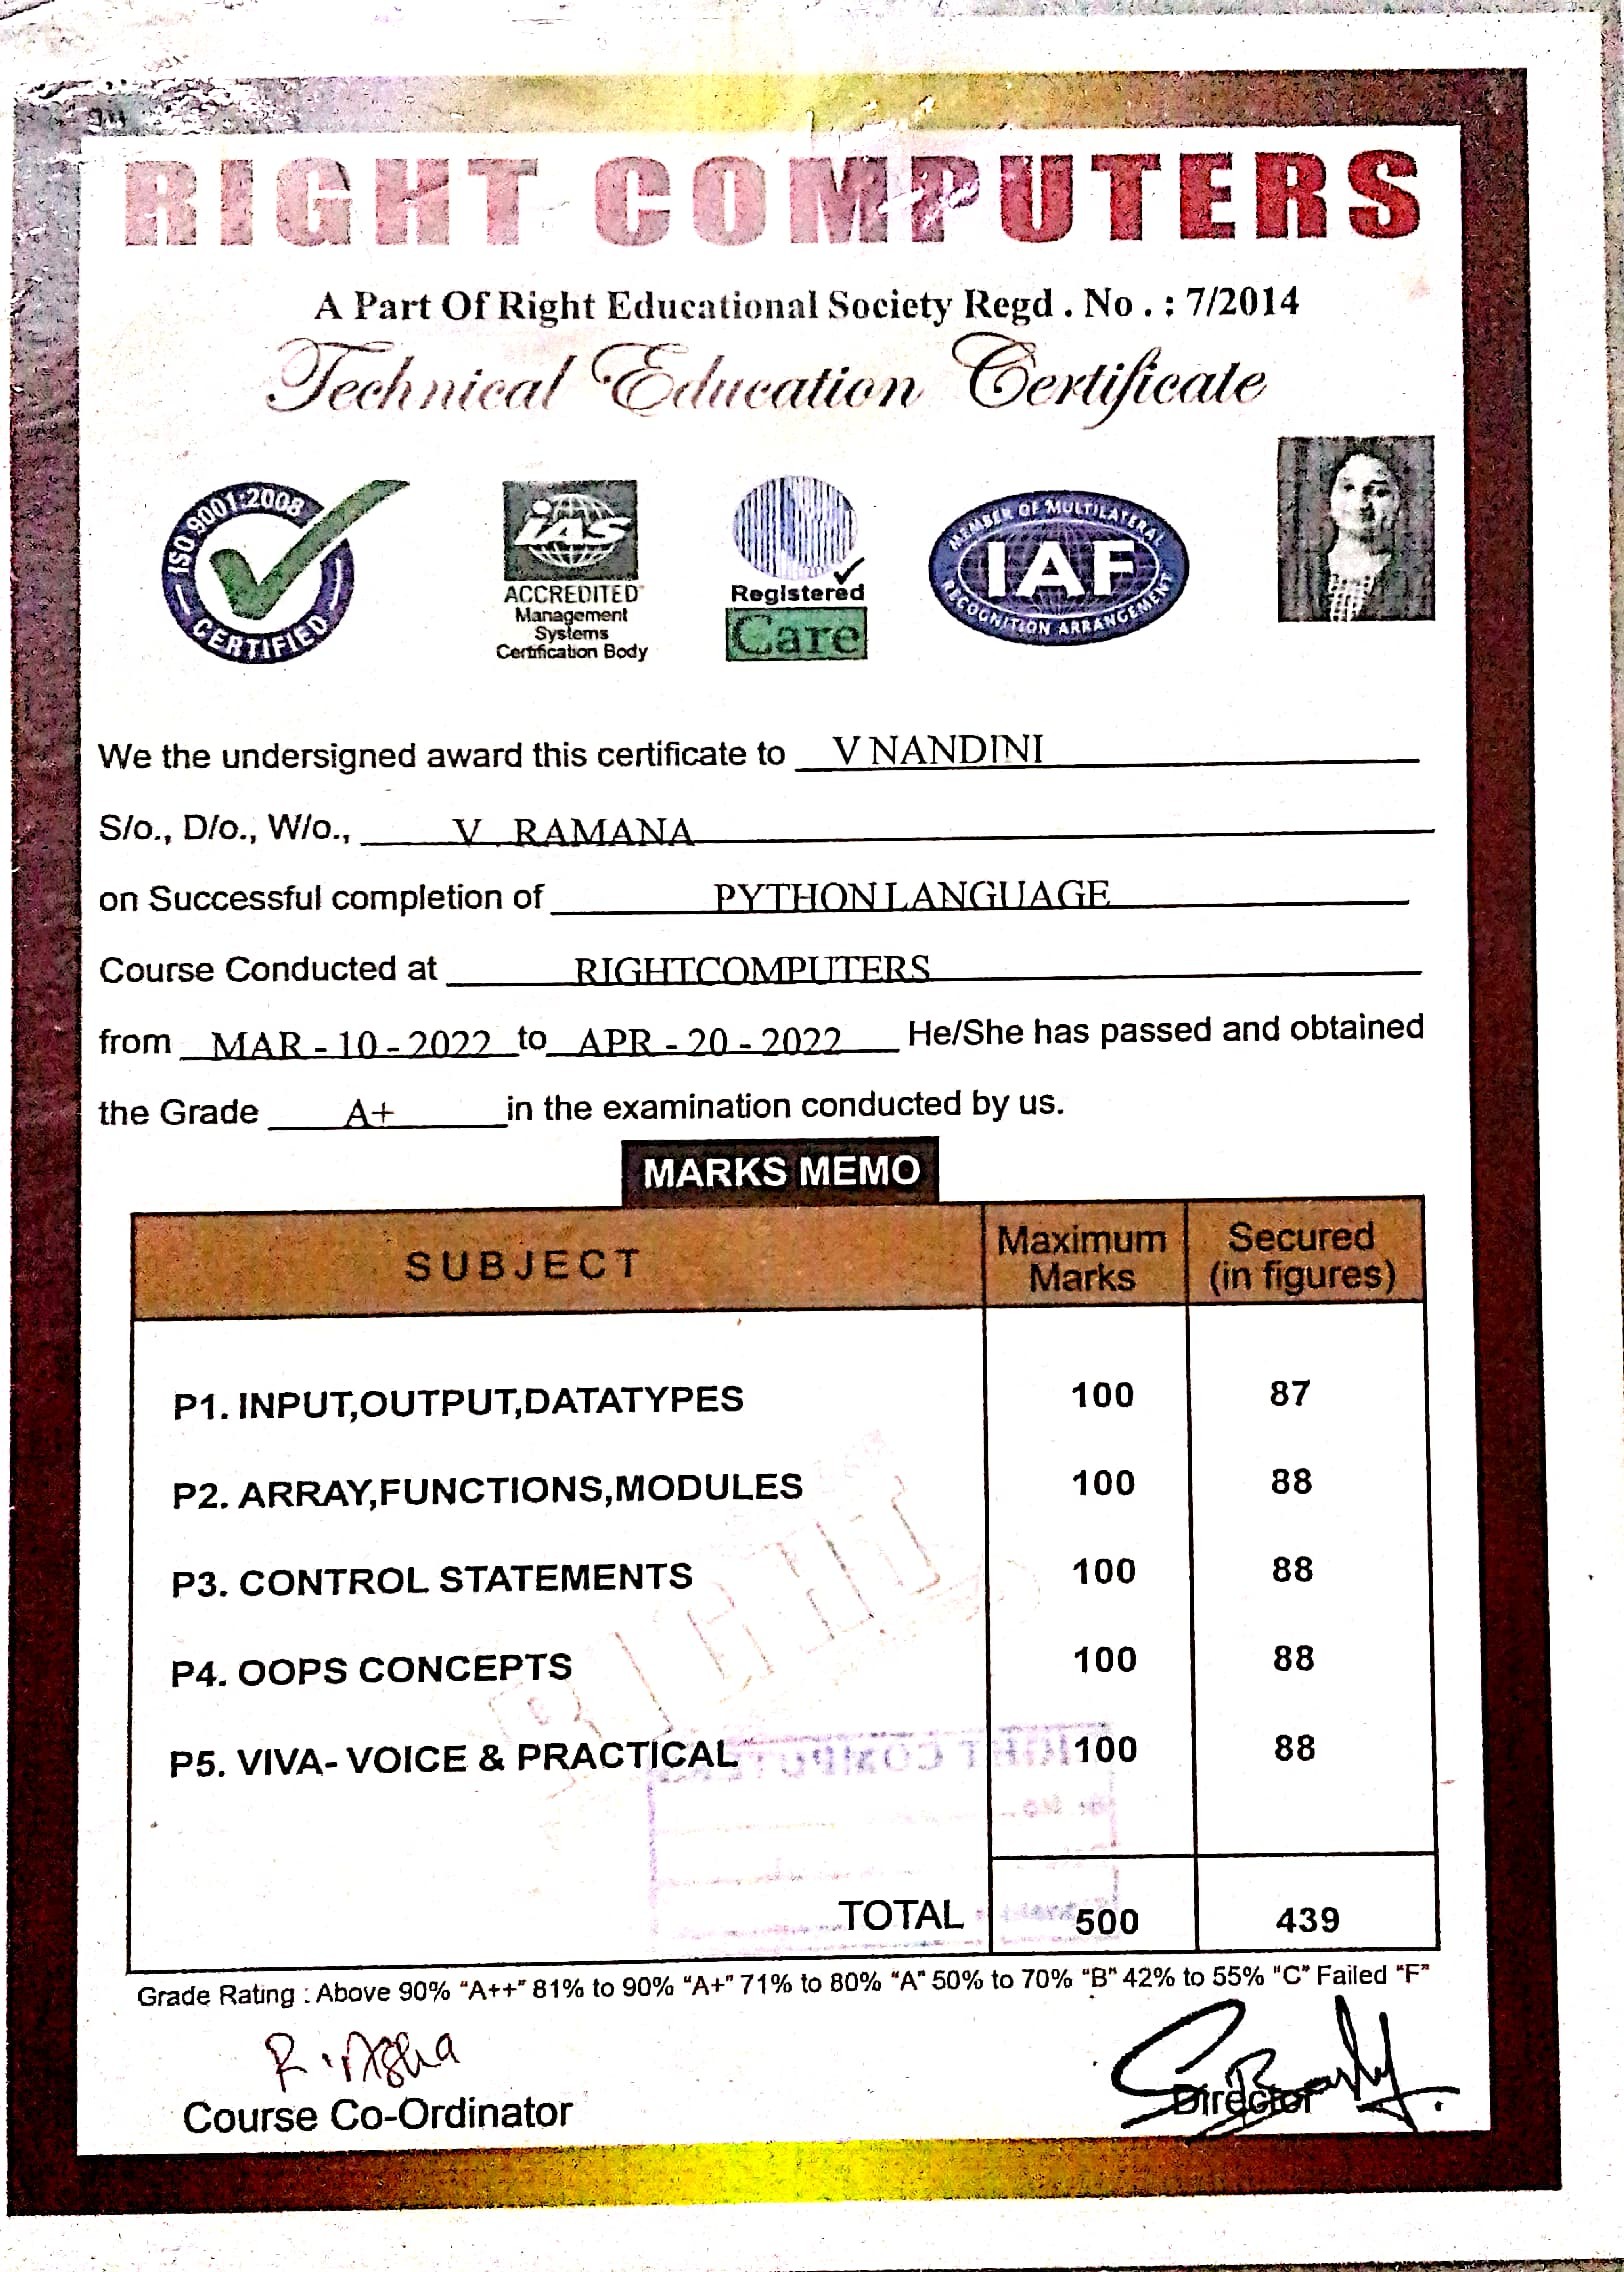 RIGHT COMPUTERS
A Part Of Right Educational Society Regd . No . : 7/2014
Technical Education Certificate
ISO 9001:2008 CERTIFIED
IAS
ACCREDITED
Management
Systems
Certification Body
Registered
Care
MEMBER OF MULTILATERAL
IAF
RECOGNITION ARRANGEMENT
We the undersigned award this certificate to V NANDINI
S/o., D/o., W/o., V RAMANA
on Successful completion of PYTHON LANGUAGE
Course Conducted at RIGHTCOMPUTERS
from MAR - 10 - 2022 to APR - 20 - 2022 He/She has passed and obtained
the Grade A+ in the examination conducted by us.
MARKS MEMO
SUBJECT Maximum Marks Secured (in figures)
P1. INPUT,OUTPUT,DATATYPES 100 87
P2. ARRAY,FUNCTIONS,MODULES 100 88
P3. CONTROL STATEMENTS 100 88
P4. OOPS CONCEPTS 100 88
P5. VIVA- VOICE & PRACTICAL 100 88
RIGHT
TOTAL 500 439
Grade Rating : Above 90% "A++" 81% to 90% "A+" 71% to 80% "A" 50% to 70% "B" 42% to 55% "C" Failed "F"
Course Co-Ordinator
Director